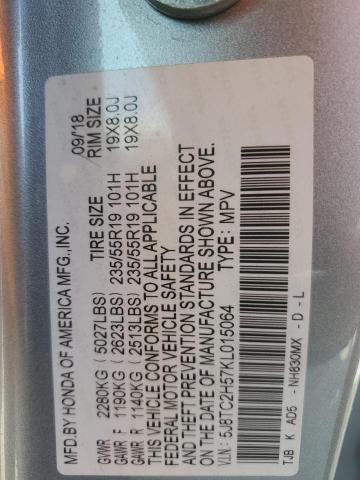 MFD.BY HONDA OF AMERICA MFG.,INC. 09/18
TIRE SIZE RIM SIZE
GVWR 2280KG (5027LBS)
GAWR F 1190KG (2623LBS) 235/55R19 101H 19X8.0J
GAWR R 1140KG (2513LBS) 235/55R19 101H 19X8.0J
THIS VEHICLE CONFORMS TO ALL APPLICABLE
FEDERAL MOTOR VEHICLE SAFETY
AND THEFT PREVENTION STANDARDS IN EFFECT
ON THE DATE OF MANUFACTURE SHOWN ABOVE.
V.I.N.: 5J8TC2H57KL015064 TYPE: MPV
TJB K AD5 -NH830MX -D-L